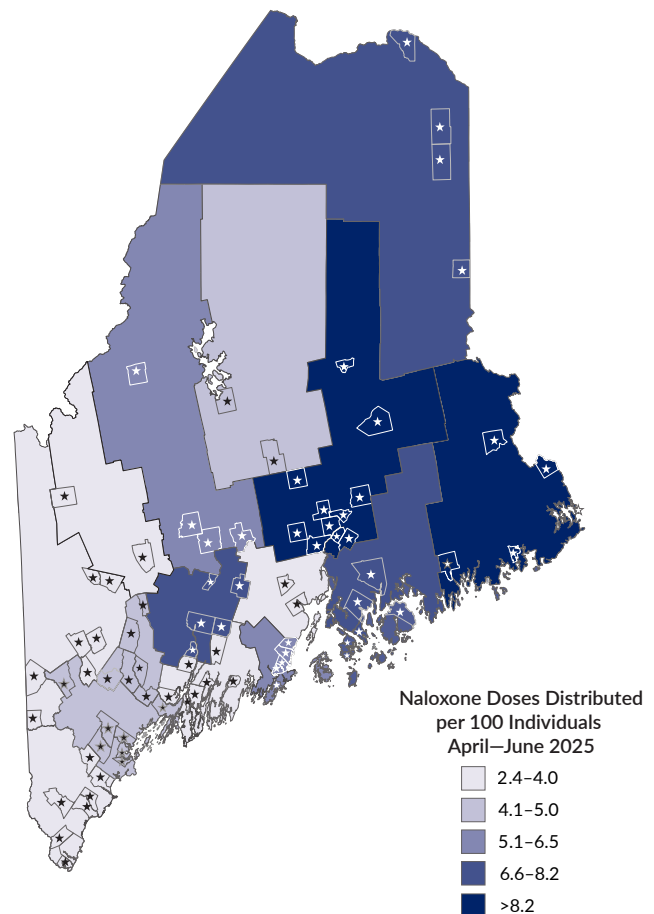 Naloxone Doses Distributed
per 100 Individuals
April—June 2025
2.4–4.0
4.1–5.0
5.1–6.5
6.6–8.2
>8.2